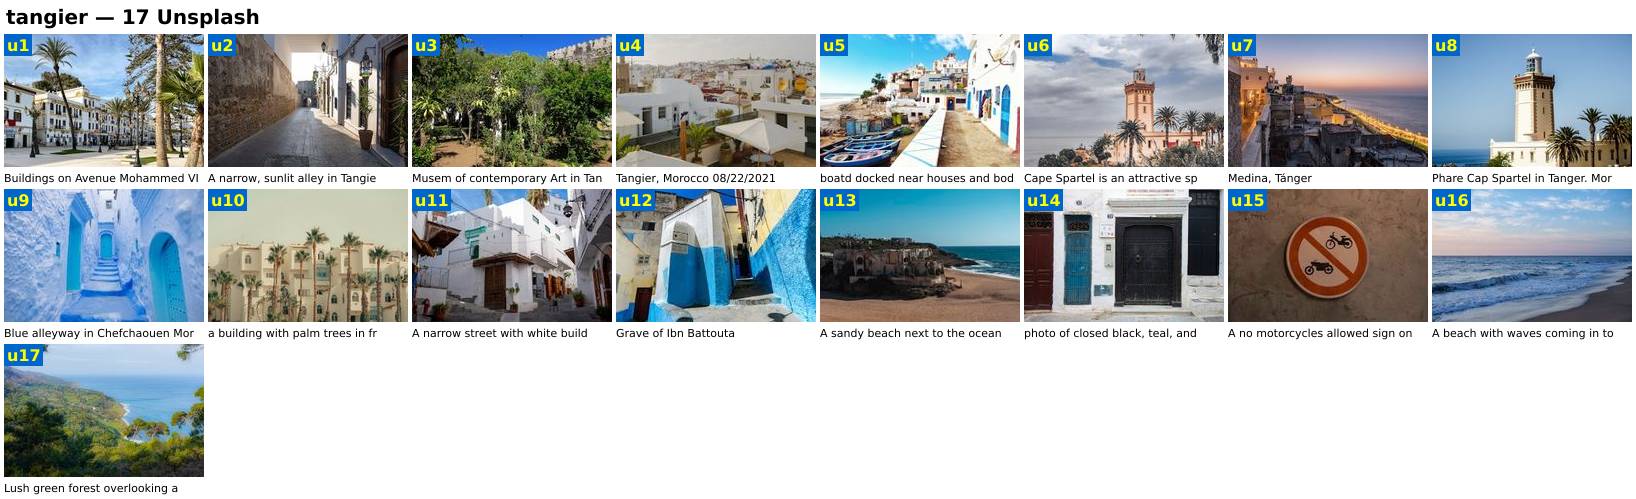 tangier — 17 Unsplash
u1
u2
u3
u4
u5
u6
u7
u8
Buildings on Avenue Mohammed VI
A narrow, sunlit alley in Tangie
Musem of contemporary Art in Tan
Tangier, Morocco 08/22/2021
boatd docked near houses and bod
Cape Spartel is an attractive sp
Medina, Tánger
Phare Cap Spartel in Tanger. Mor
u9
u10
u11
u12
u13
u14
u15
u16
Blue alleyway in Chefchaouen Mor
a building with palm trees in fr
A narrow street with white build
Grave of Ibn Battouta
A sandy beach next to the ocean
photo of closed black, teal, and
A no motorcycles allowed sign on
A beach with waves coming in to
u17
Lush green forest overlooking a